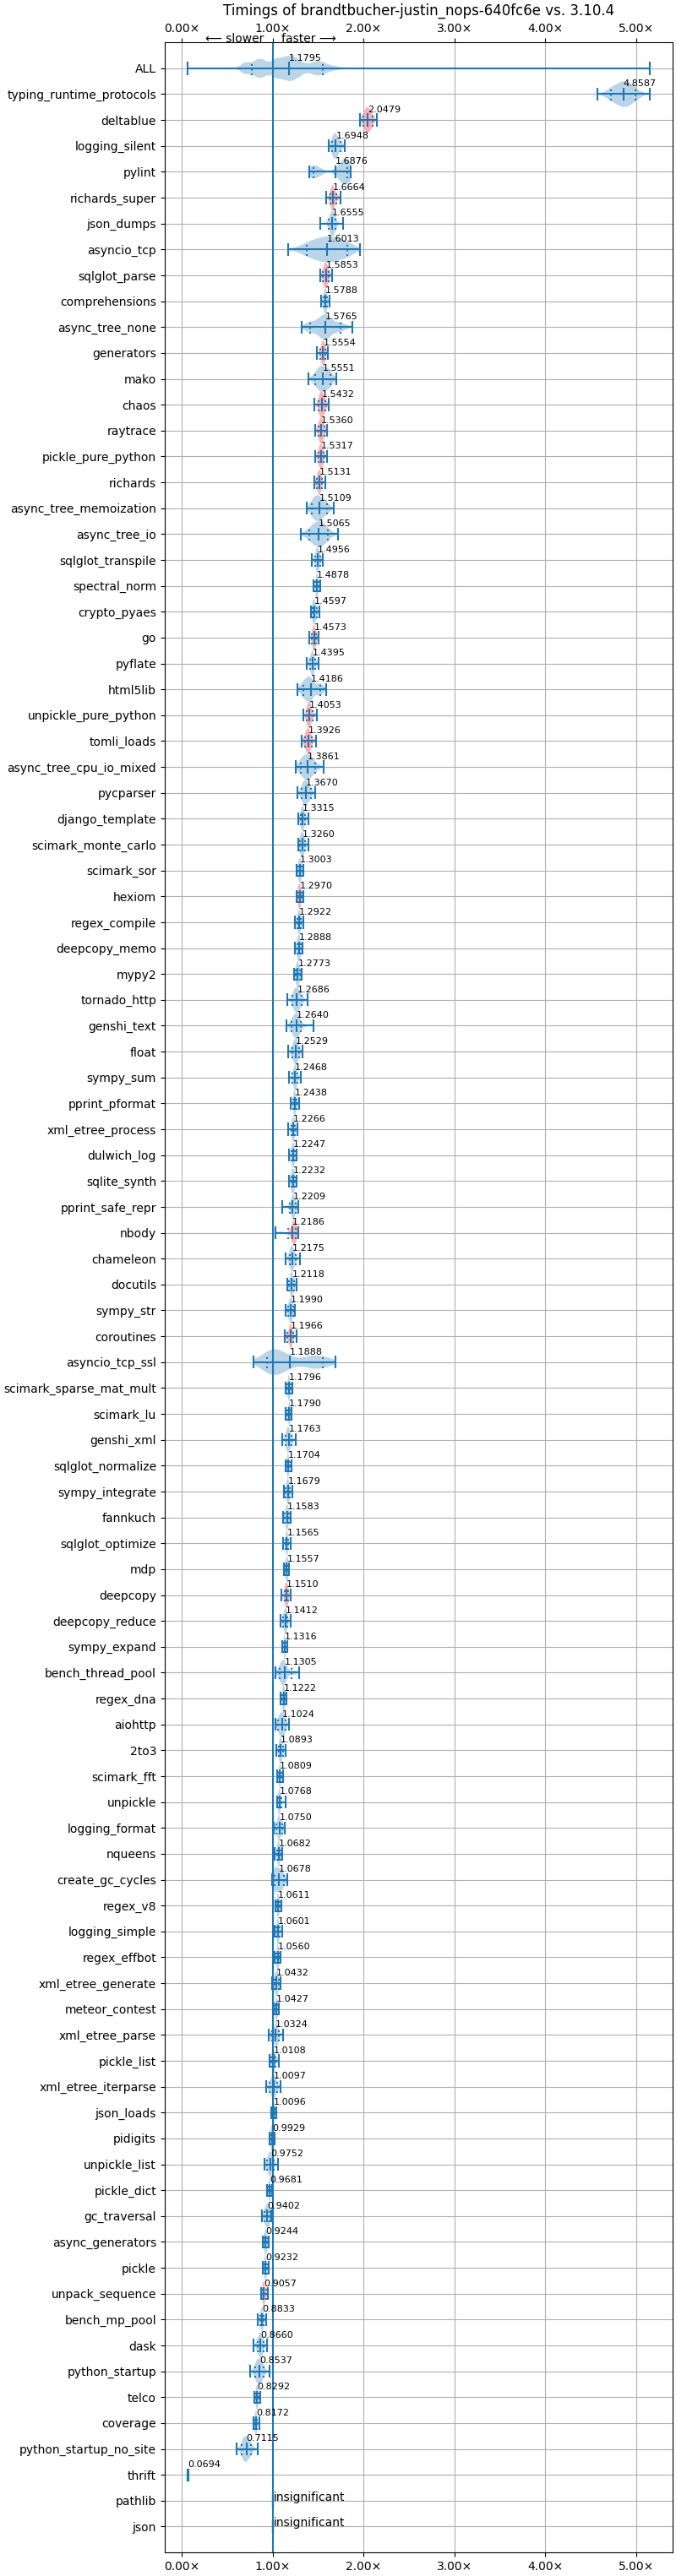 Timings of brandtbucher-justin_nops-640fc6e vs. 3.10.4
0.00× 1.00× 2.00× 3.00× 4.00× 5.00×
⟵ slower faster ⟶
ALL 1.1795
typing_runtime_protocols 4.8587
deltablue 2.0479
logging_silent 1.6948
pylint 1.6876
richards_super 1.6664
json_dumps 1.6555
asyncio_tcp 1.6013
sqlglot_parse 1.5853
comprehensions 1.5788
async_tree_none 1.5765
generators 1.5554
mako 1.5551
chaos 1.5432
raytrace 1.5360
pickle_pure_python 1.5317
richards 1.5131
async_tree_memoization 1.5109
async_tree_io 1.5065
sqlglot_transpile 1.4956
spectral_norm 1.4878
crypto_pyaes 1.4597
go 1.4573
pyflate 1.4395
html5lib 1.4186
unpickle_pure_python 1.4053
tomli_loads 1.3926
async_tree_cpu_io_mixed 1.3861
pycparser 1.3670
django_template 1.3315
scimark_monte_carlo 1.3260
scimark_sor 1.3003
hexiom 1.2970
regex_compile 1.2922
deepcopy_memo 1.2888
mypy2 1.2773
tornado_http 1.2686
genshi_text 1.2640
float 1.2529
sympy_sum 1.2468
pprint_pformat 1.2438
xml_etree_process 1.2266
dulwich_log 1.2247
sqlite_synth 1.2232
pprint_safe_repr 1.2209
nbody 1.2186
chameleon 1.2175
docutils 1.2118
sympy_str 1.1990
coroutines 1.1966
asyncio_tcp_ssl 1.1888
scimark_sparse_mat_mult 1.1796
scimark_lu 1.1790
genshi_xml 1.1763
sqlglot_normalize 1.1704
sympy_integrate 1.1679
fannkuch 1.1583
sqlglot_optimize 1.1565
mdp 1.1557
deepcopy 1.1510
deepcopy_reduce 1.1412
sympy_expand 1.1316
bench_thread_pool 1.1305
regex_dna 1.1222
aiohttp 1.1024
2to3 1.0893
scimark_fft 1.0809
unpickle 1.0768
logging_format 1.0750
nqueens 1.0682
create_gc_cycles 1.0678
regex_v8 1.0611
logging_simple 1.0601
regex_effbot 1.0560
xml_etree_generate 1.0432
meteor_contest 1.0427
xml_etree_parse 1.0324
pickle_list 1.0108
xml_etree_iterparse 1.0097
json_loads 1.0096
pidigits 0.9929
unpickle_list 0.9752
pickle_dict 0.9681
gc_traversal 0.9402
async_generators 0.9244
pickle 0.9232
unpack_sequence 0.9057
bench_mp_pool 0.8833
dask 0.8660
python_startup 0.8537
telco 0.8292
coverage 0.8172
python_startup_no_site 0.7115
thrift 0.0694
pathlib insignificant
json insignificant
0.00× 1.00× 2.00× 3.00× 4.00× 5.00×